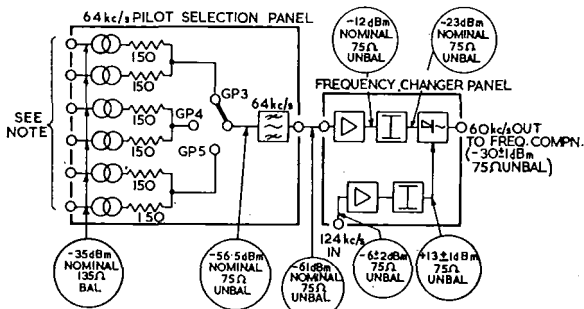 64kc/s PILOT SELECTION PANEL
-12dBm
NOMINAL
75Ω
UNBAL
-23dBm
NOMINAL
75Ω
UNBAL
SEE
NOTE
150
150
150
150
150
150
GP3
GP4
GP5
64kc/s
FREQUENCY CHANGER PANEL
60kc/s OUT
TO FREQ. COMPN.
(-30±1dBm
75Ω UNBAL)
124kc/s
IN
-35dBm
NOMINAL
135Ω
BAL
-56·5dBm
NOMINAL
75Ω
UNBAL
-61dBm
NOMINAL
75Ω
UNBAL
-6±2dBm
75Ω
UNBAL
+13±1dBm
75Ω
UNBAL